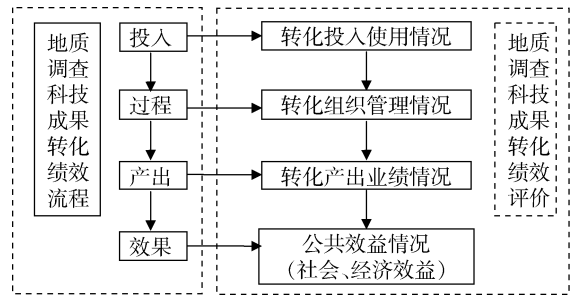 地质
调查
科技
成果
转化
绩效
流程
投入
过程
产出
效果
转化投入使用情况
转化组织管理情况
转化产出业绩情况
公共效益情况
（社会、经济效益）
地质
调查
科技
成果
转化
绩效
评价